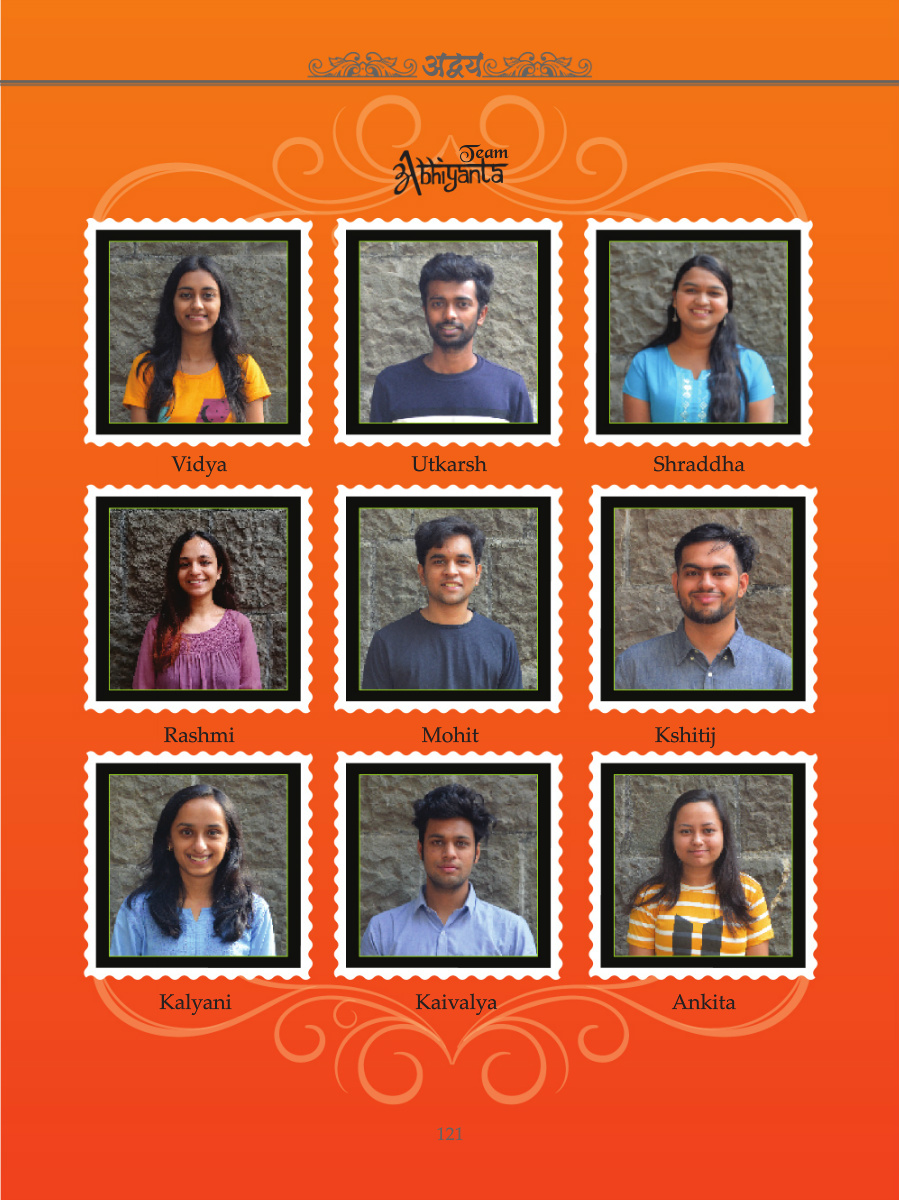 अद्वय
Team
Abhiyanta
Vidya
Utkarsh
Shraddha
Rashmi
Mohit
Kshitij
Kalyani
Kaivalya
Ankita
121